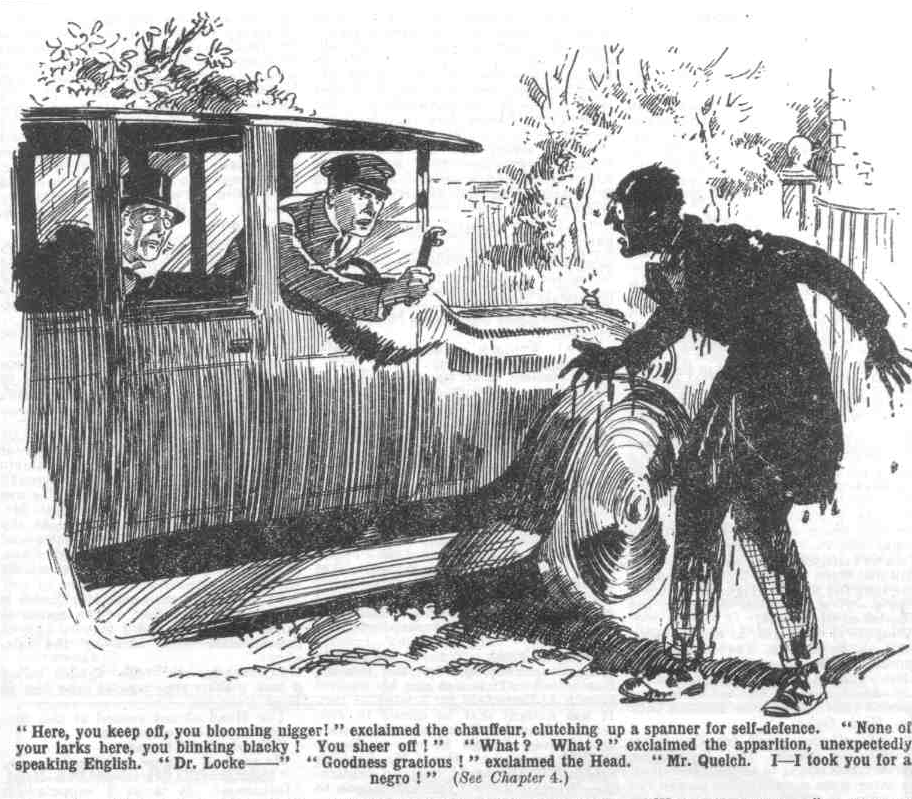 “ Here, you keep off, you blooming nigger! ” exclaimed the chauffeur, clutching up a spanner for self-defence. “ None of
your larks here, you blinking blacky ! You sheer off ! ” “ What ? What ? ” exclaimed the apparition, unexpectedly
speaking English. “ Dr. Locke—— ” “ Goodness gracious ! ” exclaimed the Head. “ Mr. Quelch. I—I took you for a
negro ! ” (See Chapter 4.)